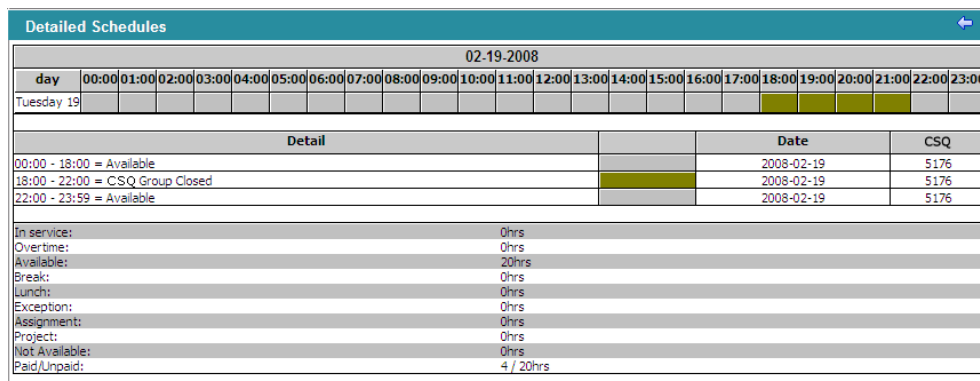 Detailed Schedules
02-19-2008
day 00:00 01:00 02:00 03:00 04:00 05:00 06:00 07:00 08:00 09:00 10:00 11:00 12:00 13:00 14:00 15:00 16:00 17:00 18:00 19:00 20:00 21:00 22:00 23:00
Tuesday 19
Detail Date CSQ
00:00 - 18:00 = Available 2008-02-19 5176
18:00 - 22:00 = CSQ Group Closed 2008-02-19 5176
22:00 - 23:59 = Available 2008-02-19 5176
In service: 0hrs
Overtime: 0hrs
Available: 20hrs
Break: 0hrs
Lunch: 0hrs
Exception: 0hrs
Assignment: 0hrs
Project: 0hrs
Not Available: 0hrs
Paid/Unpaid: 4 / 20hrs